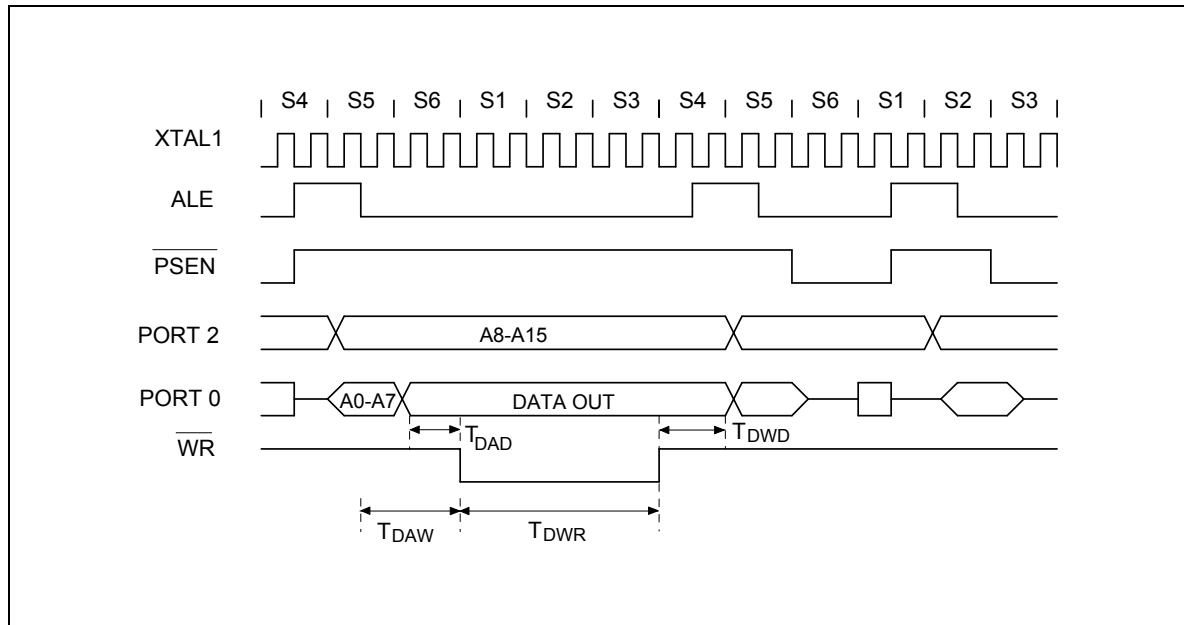 S4 S5 S6 S1 S2 S3 S4 S5 S6 S1 S2 S3
XTAL1
ALE
PSEN
PORT 2 A8-A15
PORT 0 A0-A7 DATA OUT
TDAD TDWD
WR
TDAW TDWR